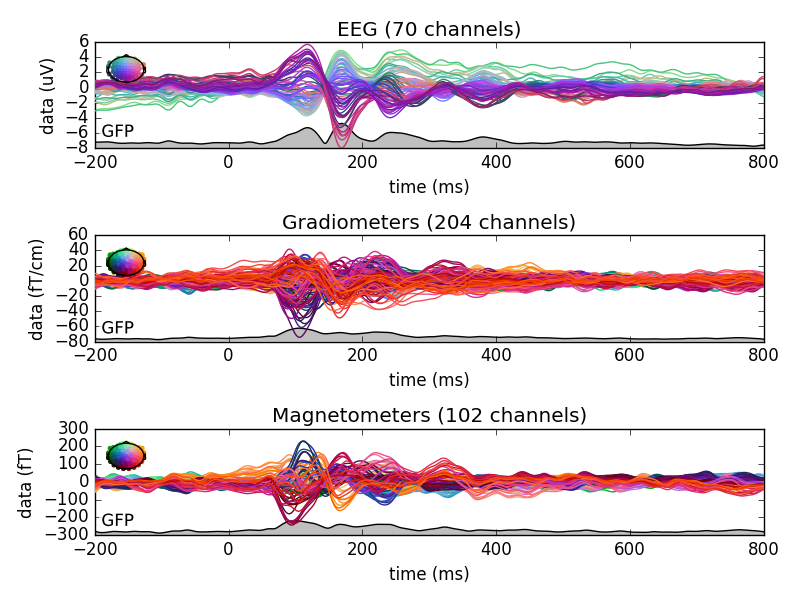 EEG (70 channels)
6
4
2
0
−2
−4
−6
−8
data (uV)
GFP
−200 0 200 400 600 800
time (ms)
Gradiometers (204 channels)
60
40
20
0
−20
−40
−60
−80
data (fT/cm)
GFP
−200 0 200 400 600 800
time (ms)
Magnetometers (102 channels)
300
200
100
0
−100
−200
−300
data (fT)
GFP
−200 0 200 400 600 800
time (ms)